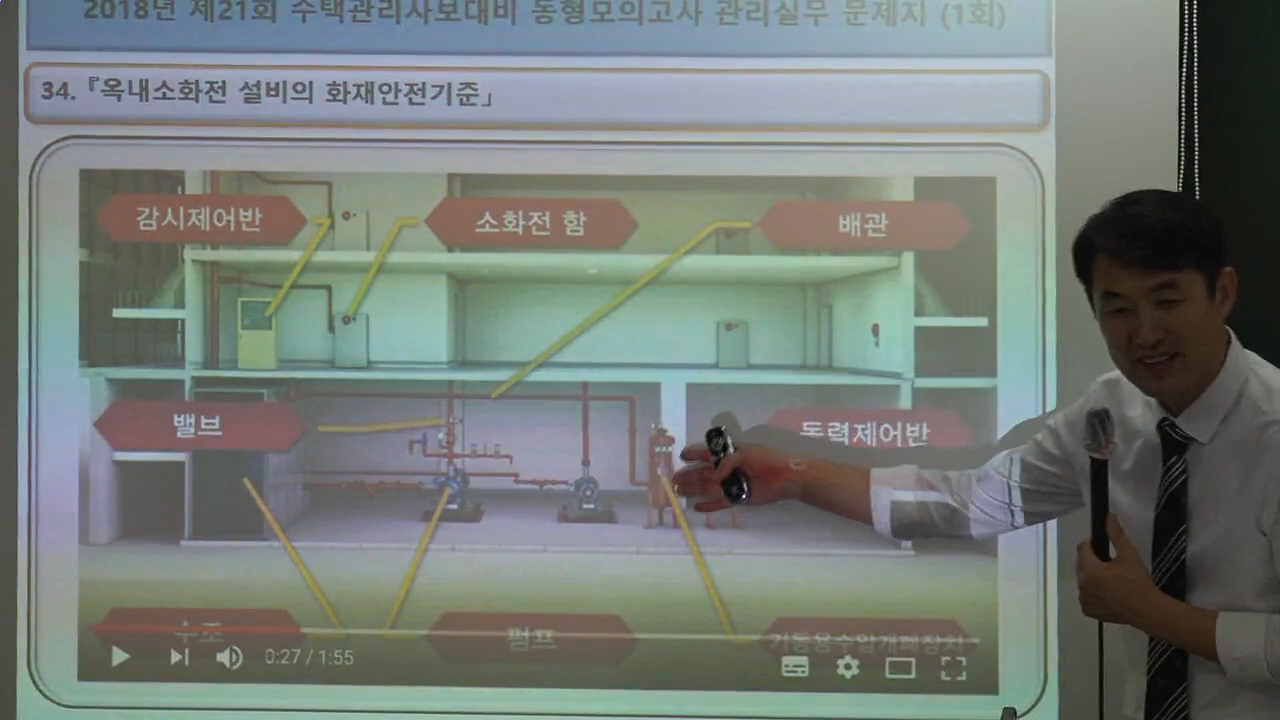 2018년 제21회 주택관리사보대비 동형모의고사 관리실무 문제지 (1회)
34.『옥내소화전 설비의 화재안전기준』
감시제어반
소화전 함
배관
밸브
동력제어반
수조
펌프
기동용수압개폐장치
0:27 / 1:55